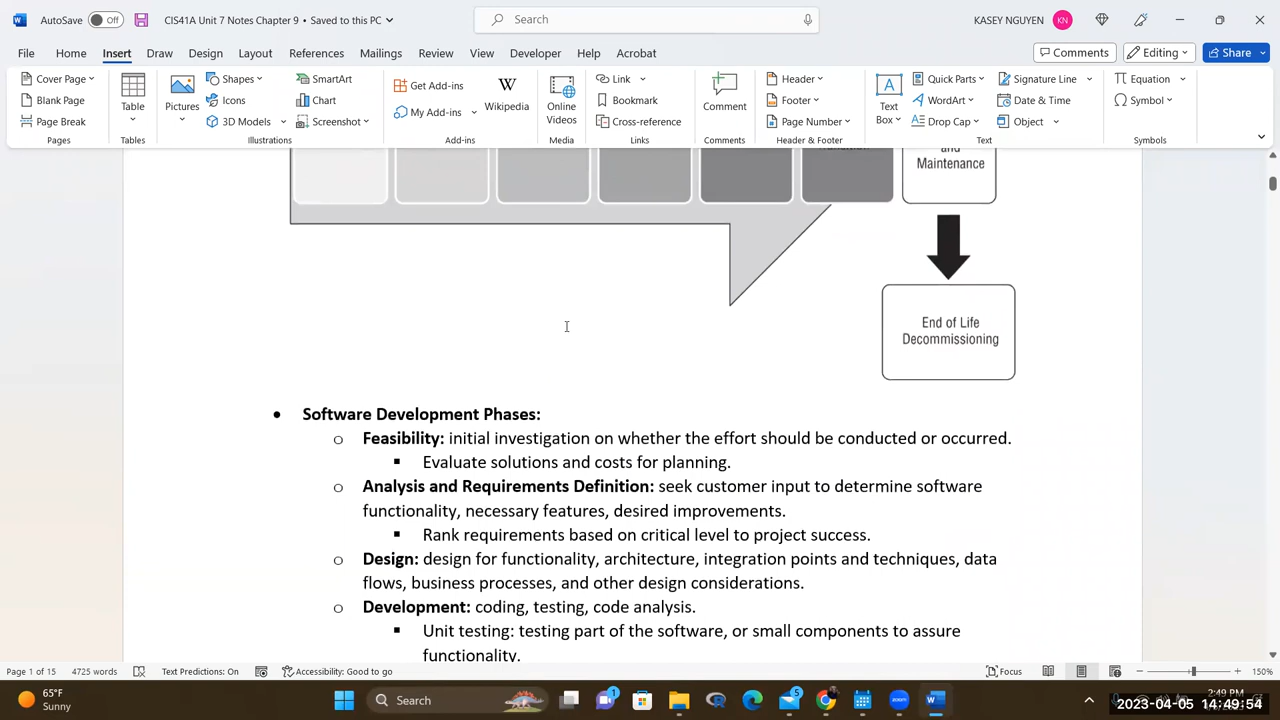 AutoSave Off CIS41A Unit 7 Notes Chapter 9 • Saved to this PC Search KASEY NGUYEN KN
File Home Insert Draw Design Layout References Mailings Review View Developer Help Acrobat Comments Editing Share
Cover Page
Blank Page
Page Break
Pages
Table
Tables
Pictures
Shapes
Icons
3D Models
SmartArt
Chart
Screenshot
Illustrations
Get Add-ins
My Add-ins
W
Wikipedia
Add-ins
Online
Videos
Media
Link
Bookmark
Cross-reference
Links
Comment
Comments
Header
Footer
Page Number
Header & Footer
A
Text
Box
Quick Parts
WordArt
Drop Cap
Signature Line
Date & Time
Object
Text
Equation
Symbol
Symbols
and
Maintenance
End of Life
Decommissioning
• Software Development Phases:
o Feasibility: initial investigation on whether the effort should be conducted or occurred.
▪ Evaluate solutions and costs for planning.
o Analysis and Requirements Definition: seek customer input to determine software
functionality, necessary features, desired improvements.
▪ Rank requirements based on critical level to project success.
o Design: design for functionality, architecture, integration points and techniques, data
flows, business processes, and other design considerations.
o Development: coding, testing, code analysis.
▪ Unit testing: testing part of the software, or small components to assure
functionality.
Page 1 of 15 4725 words Text Predictions: On Accessibility: Good to go Focus 150%
65°F
Sunny
Search
1
5
2:49 PM
2023-04-05 14:49:54